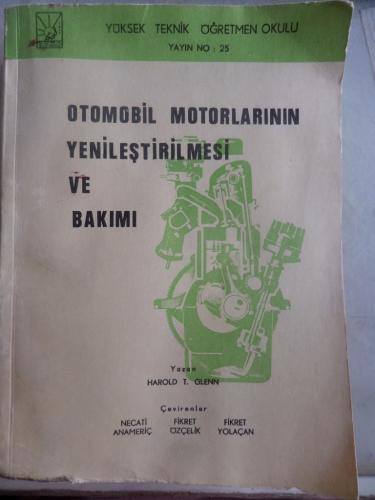 YÜKSEK TEKNİK ÖĞRETMEN OKULU
YAYIN NO : 25
OTOMOBİL MOTORLARININ
YENİLEŞTİRİLMESİ
VE
BAKIMI
Yazan
HAROLD T. GLENN
Çevirenler
NECATİ FİKRET FİKRET
ANAMERİÇ ÖZÇELİK YOLAÇAN